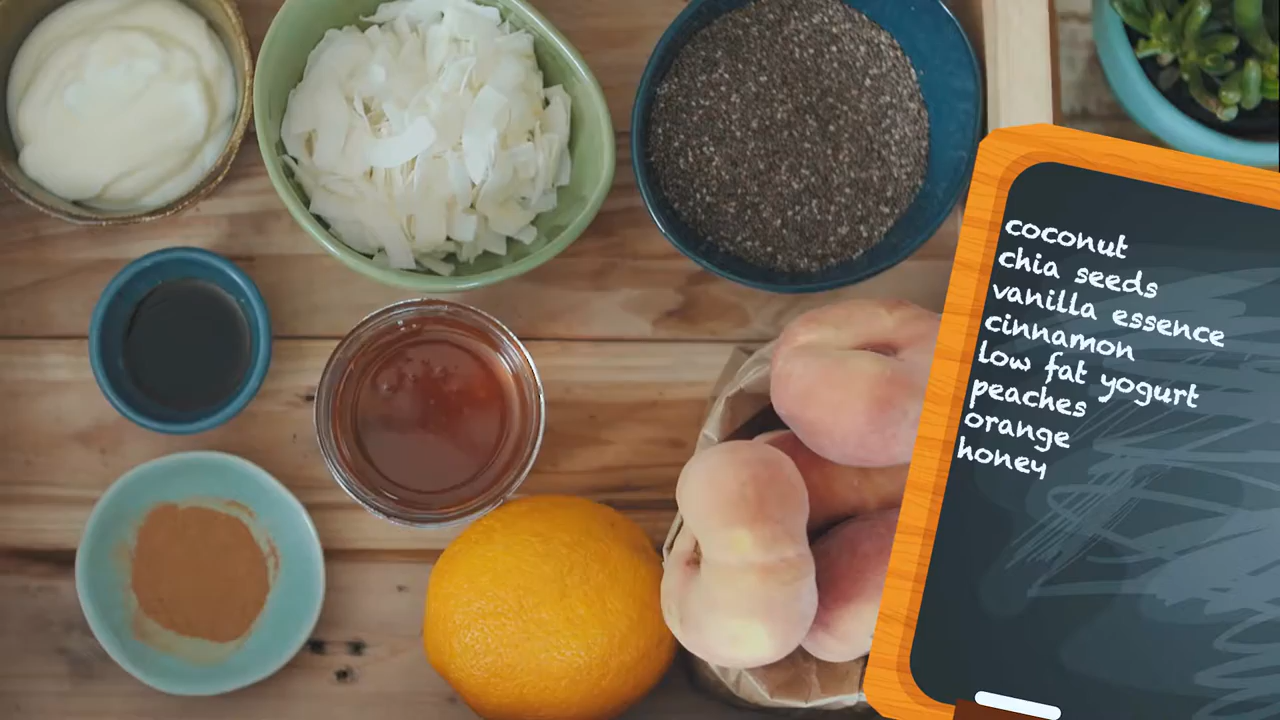 coconut
chia seeds
vanilla essence
cinnamon
low fat yogurt
peaches
orange
honey